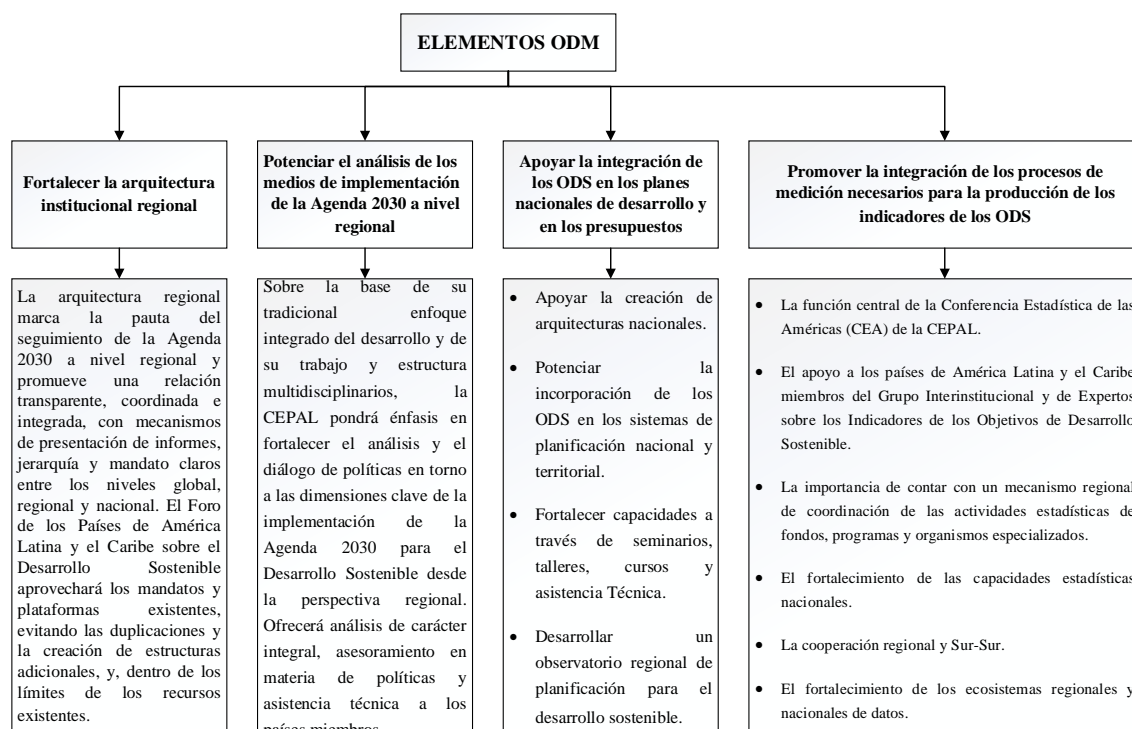 ELEMENTOS ODM
Fortalecer la arquitectura
institucional regional
Potenciar el análisis de los
medios de implementación
de la Agenda 2030 a nivel
regional
Apoyar la integración de
los ODS en los planes
nacionales de desarrollo y
en los presupuestos
Promover la integración de los procesos de
medición necesarios para la producción de los
indicadores de los ODS
La arquitectura regional
marca la pauta del
seguimiento de la Agenda
2030 a nivel regional y
promueve una relación
transparente, coordinada e
integrada, con mecanismos
de presentación de informes,
jerarquía y mandato claros
entre los niveles global,
regional y nacional. El Foro
de los Países de América
Latina y el Caribe sobre el
Desarrollo Sostenible
aprovechará los mandatos y
plataformas existentes,
evitando las duplicaciones y
la creación de estructuras
adicionales, y, dentro de los
límites de los recursos
existentes.
Sobre la base de su
tradicional enfoque
integrado del desarrollo y de
su trabajo y estructura
multidisciplinarios, la
CEPAL pondrá énfasis en
fortalecer el análisis y el
diálogo de políticas en torno
a las dimensiones clave de la
implementación de la
Agenda 2030 para el
Desarrollo Sostenible desde
la perspectiva regional.
Ofrecerá análisis de carácter
integral, asesoramiento en
materia de políticas y
asistencia técnica a los
países miembros
• Apoyar la creación de
arquitecturas nacionales.
• Potenciar la
incorporación de los
ODS en los sistemas de
planificación nacional y
territorial.
• Fortalecer capacidades a
través de seminarios,
talleres, cursos y
asistencia Técnica.
• Desarrollar un
observatorio regional de
planificación para el
desarrollo sostenible.
• La función central de la Conferencia Estadística de las
Américas (CEA) de la CEPAL.
• El apoyo a los países de América Latina y el Caribe
miembros del Grupo Interinstitucional y de Expertos
sobre los Indicadores de los Objetivos de Desarrollo
Sostenible.
• La importancia de contar con un mecanismo regional
de coordinación de las actividades estadísticas de
fondos, programas y organismos especializados.
• El fortalecimiento de las capacidades estadísticas
nacionales.
• La cooperación regional y Sur-Sur.
• El fortalecimiento de los ecosistemas regionales y
nacionales de datos.